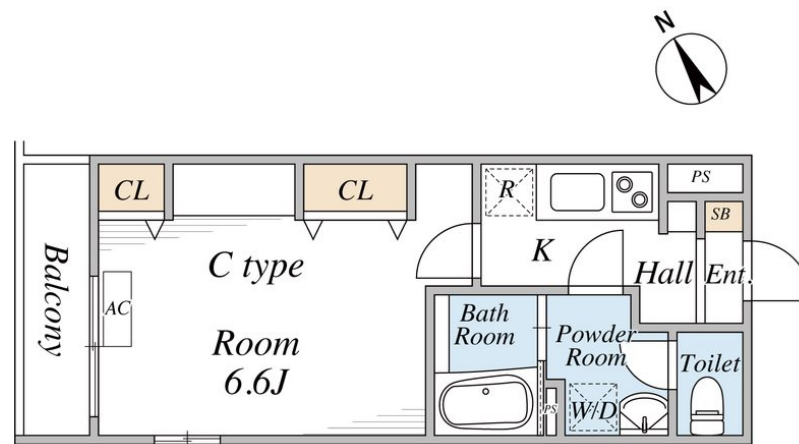 N
CL
CL
R
PS
SB
Balcony
C type
K
Hall
Ent.
AC
Room
6.6J
Bath
Room
Powder
Room
Toilet
PS
W/D